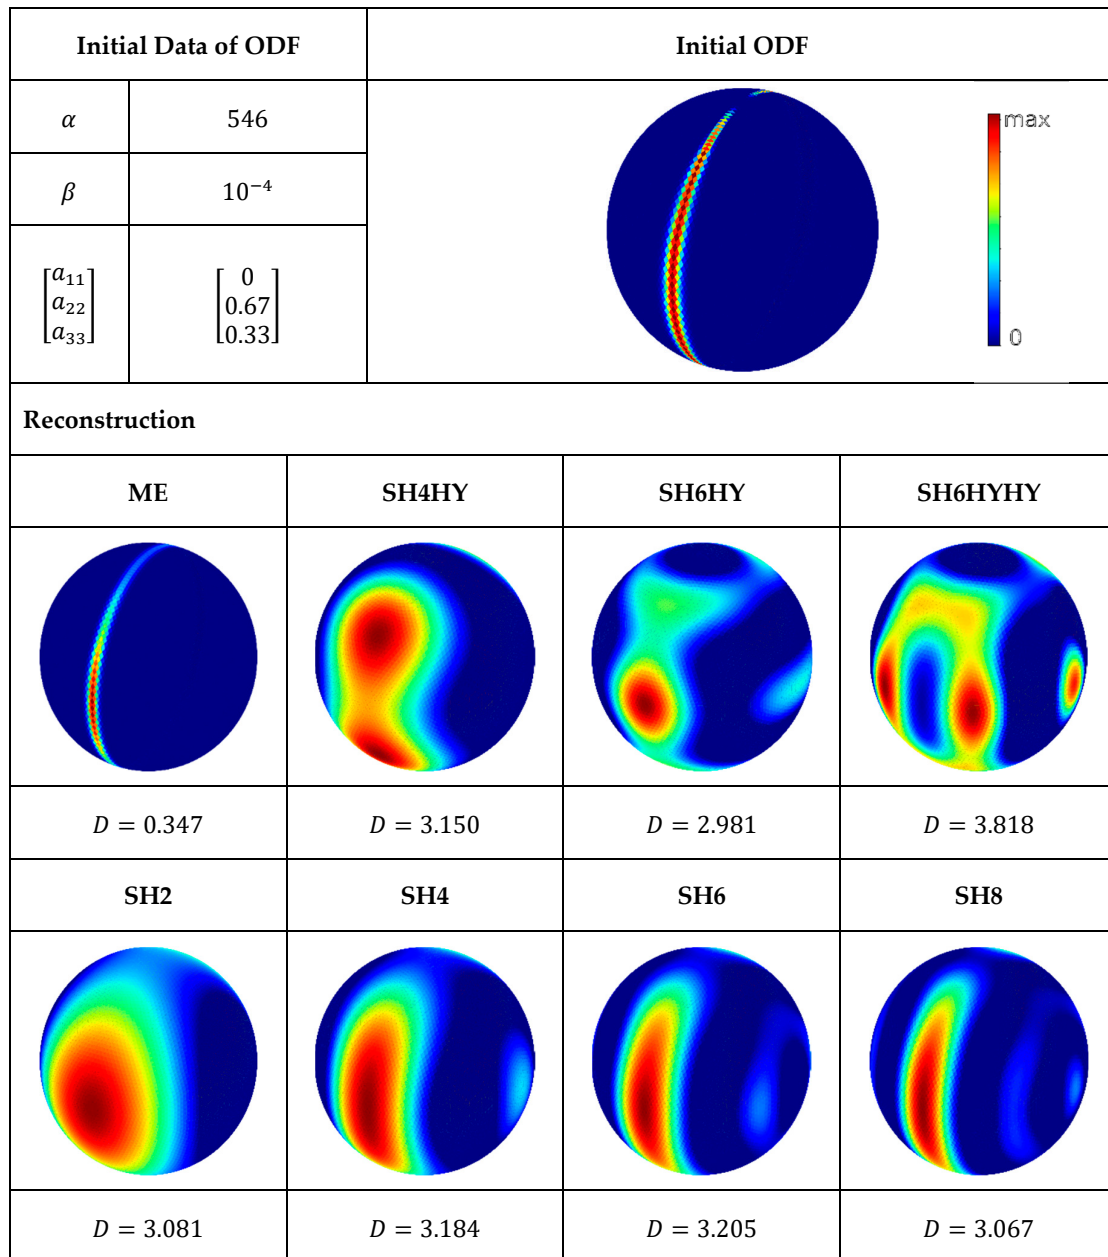 Initial Data of ODF
Initial ODF
α
546
β
10⁻⁴
[a₁₁
a₂₂
a₃₃]
[0
0.67
0.33]
max
0
Reconstruction
ME
SH4HY
SH6HY
SH6HYHY
D = 0.347
D = 3.150
D = 2.981
D = 3.818
SH2
SH4
SH6
SH8
D = 3.081
D = 3.184
D = 3.205
D = 3.067